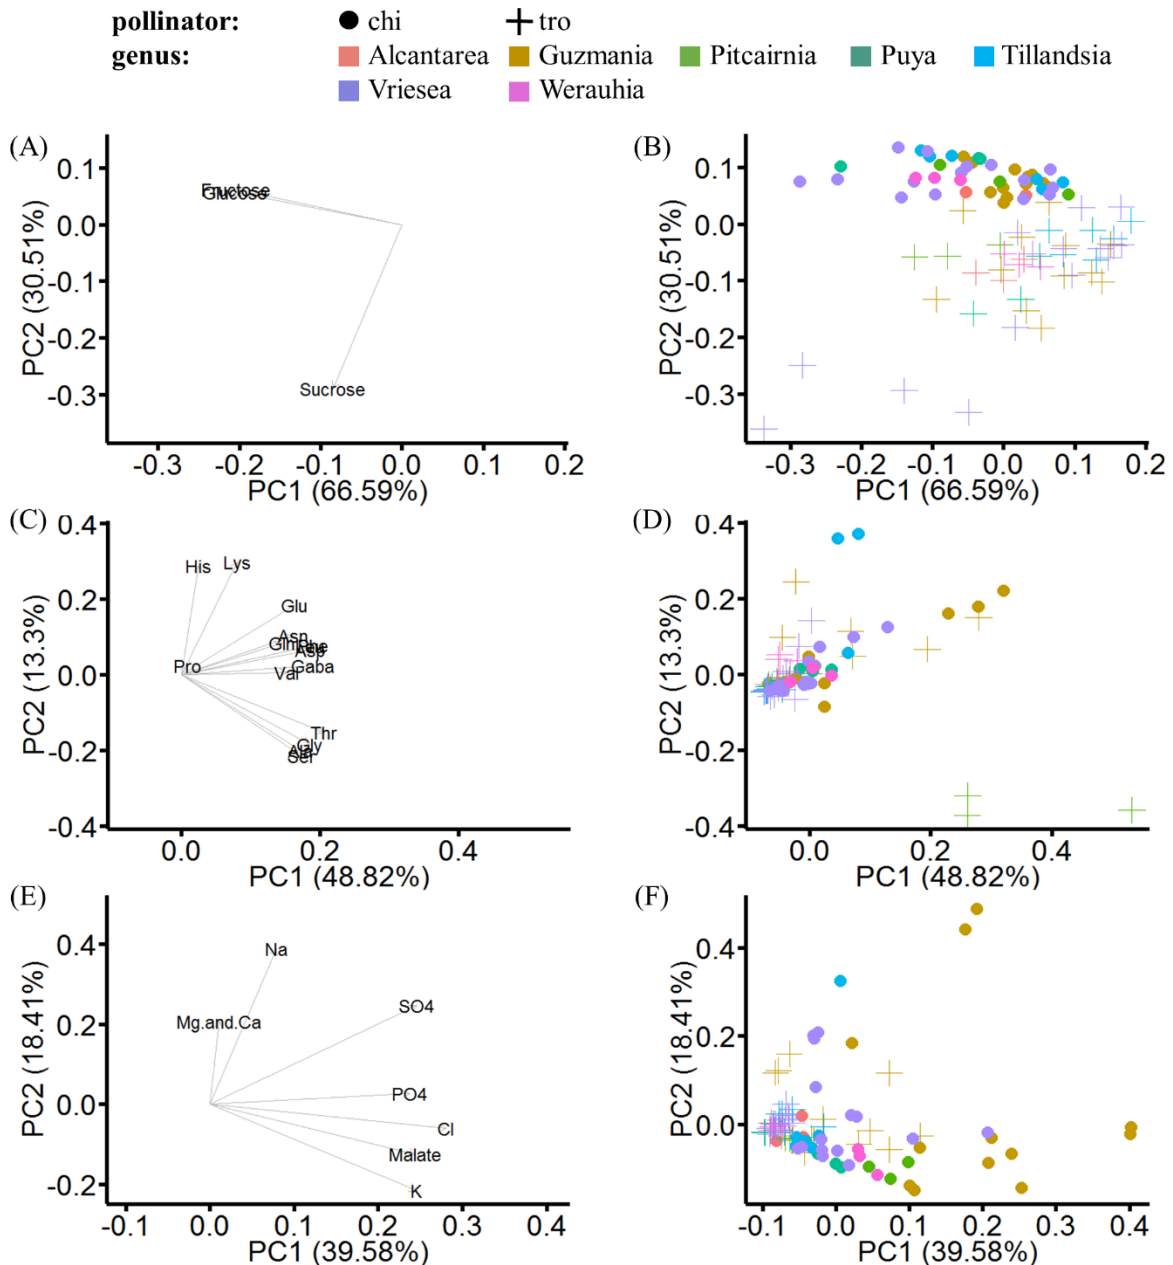 pollinator: chi tro
genus: Alcantarea Guzmania Pitcairnia Puya Tillandsia
Vriesea Werauhia
(A)
0.1
0.0
-0.1
-0.2
-0.3
PC2 (30.51%)
Fructose
Glucose
Sucrose
-0.3 -0.2 -0.1 0.0 0.1 0.2
PC1 (66.59%)
(B)
0.1
0.0
-0.1
-0.2
-0.3
PC2 (30.51%)
-0.3 -0.2 -0.1 0.0 0.1 0.2
PC1 (66.59%)
(C)
0.4
0.2
0.0
-0.2
-0.4
PC2 (13.3%)
His Lys
Glu
Asn
Gln Phe
Asp
Pro Gaba
Val
Thr
Gly
Ala
Ser
0.0 0.2 0.4
PC1 (48.82%)
(D)
0.4
0.2
0.0
-0.2
-0.4
PC2 (13.3%)
0.0 0.2 0.4
PC1 (48.82%)
(E)
0.4
0.2
0.0
-0.2
PC2 (18.41%)
Na
Mg.and.Ca SO4
PO4
Cl
Malate
K
-0.1 0.0 0.1 0.2 0.3 0.4
PC1 (39.58%)
(F)
0.4
0.2
0.0
PC2 (18.41%)
-0.1 0.0 0.1 0.2 0.3 0.4
PC1 (39.58%)